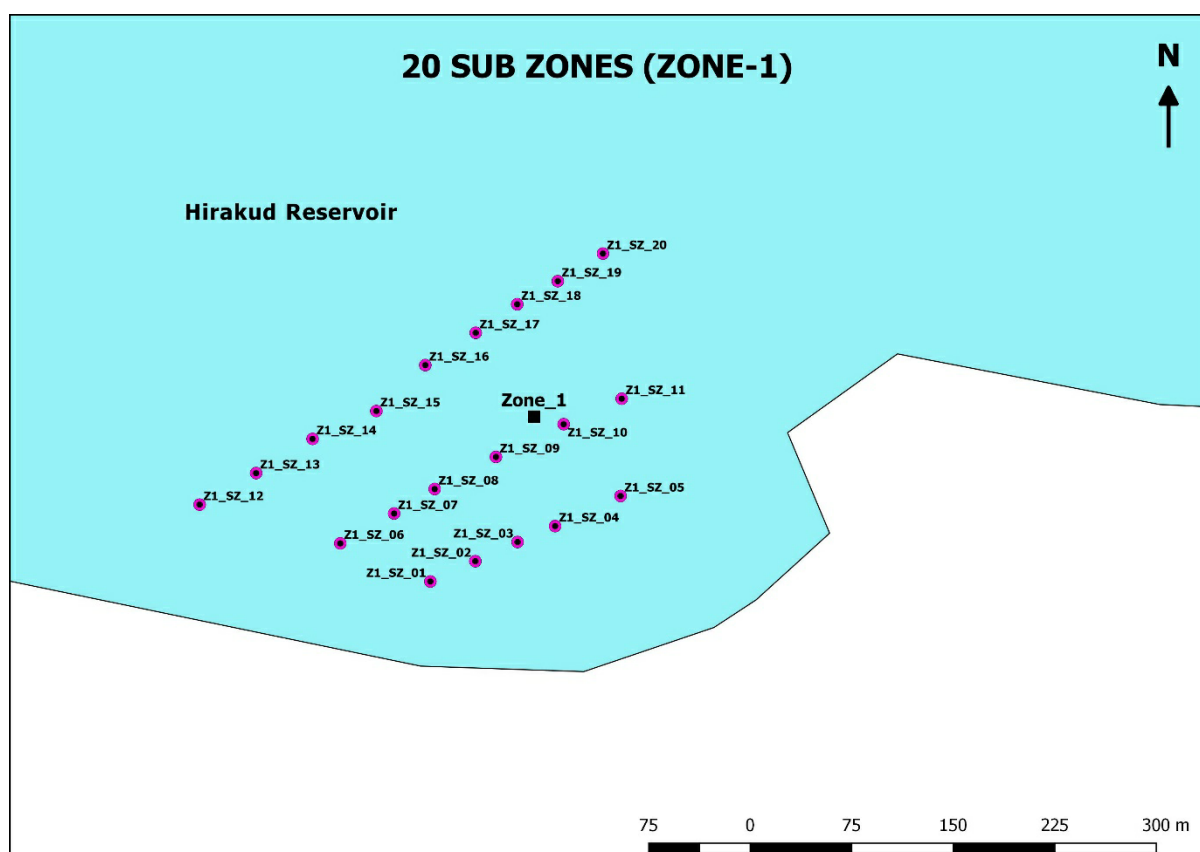 20 SUB ZONES (ZONE-1)
N
Hirakud Reservoir
Z1_SZ_20
Z1_SZ_19
Z1_SZ_18
Z1_SZ_17
Z1_SZ_16
Z1_SZ_11
Zone_1
Z1_SZ_15
Z1_SZ_10
Z1_SZ_14
Z1_SZ_09
Z1_SZ_13
Z1_SZ_08
Z1_SZ_05
Z1_SZ_12
Z1_SZ_07
Z1_SZ_04
Z1_SZ_03
Z1_SZ_06
Z1_SZ_02
Z1_SZ_01
75 0 75 150 225 300 m